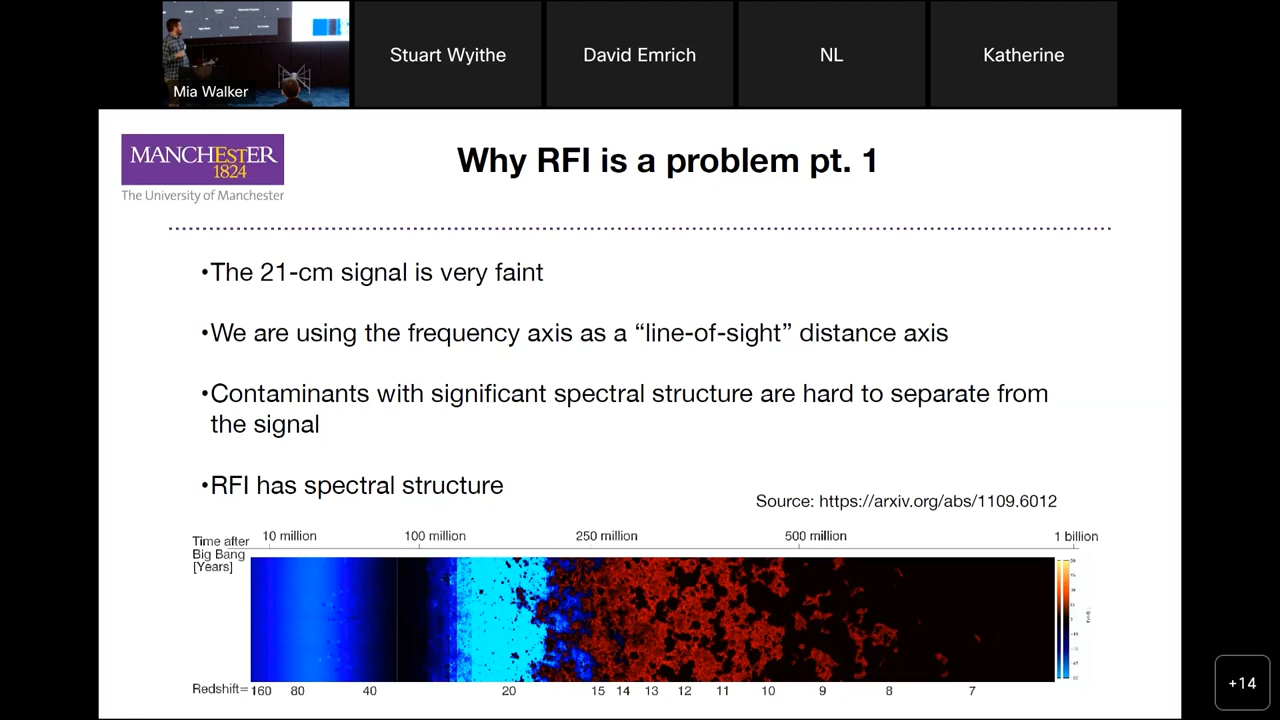 Mia Walker
Stuart Wyithe
David Emrich
NL
Katherine
MANCHESTER
1824
The University of Manchester
Why RFI is a problem pt. 1
•The 21-cm signal is very faint
•We are using the frequency axis as a “line-of-sight” distance axis
•Contaminants with significant spectral structure are hard to separate from
the signal
•RFI has spectral structure
Source: https://arxiv.org/abs/1109.6012
Time after
Big Bang
[Years]
10 million
100 million
250 million
500 million
1 billion
Redshift=
160
80
40
20
15
14
13
12
11
10
9
8
7
+14